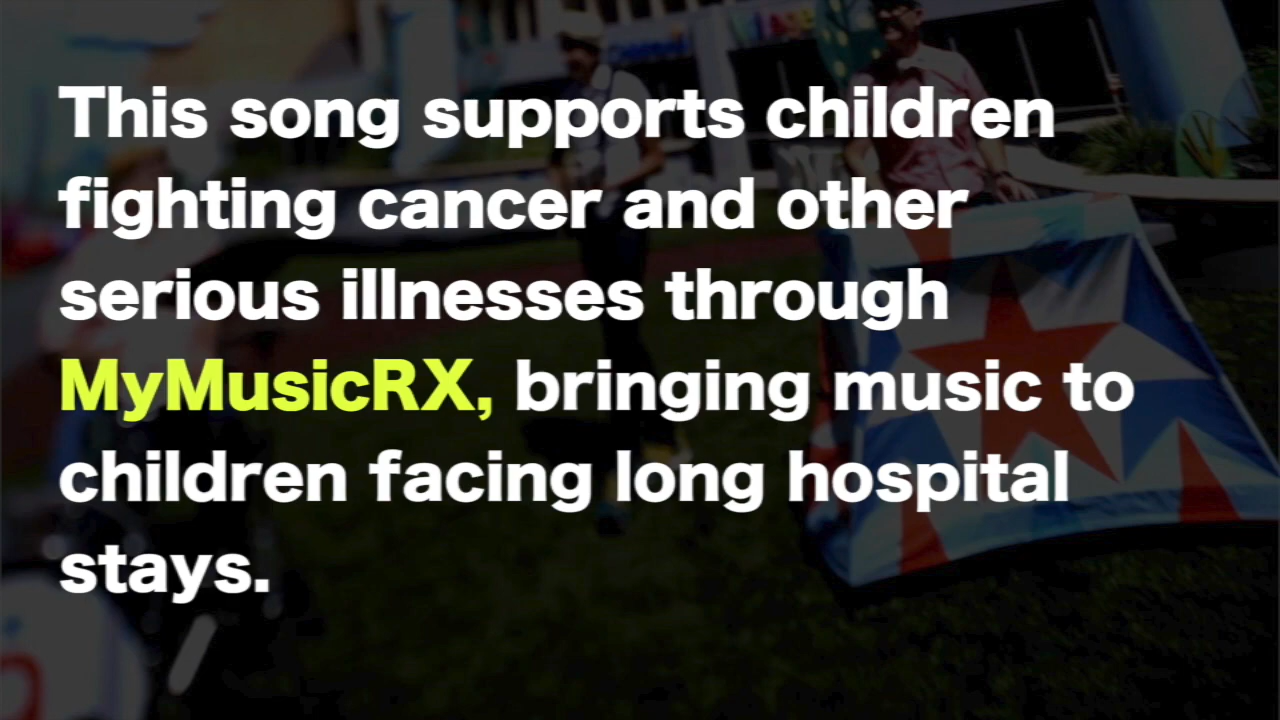 This song supports children
fighting cancer and other
serious illnesses through
MyMusicRX, bringing music to
children facing long hospital
stays.